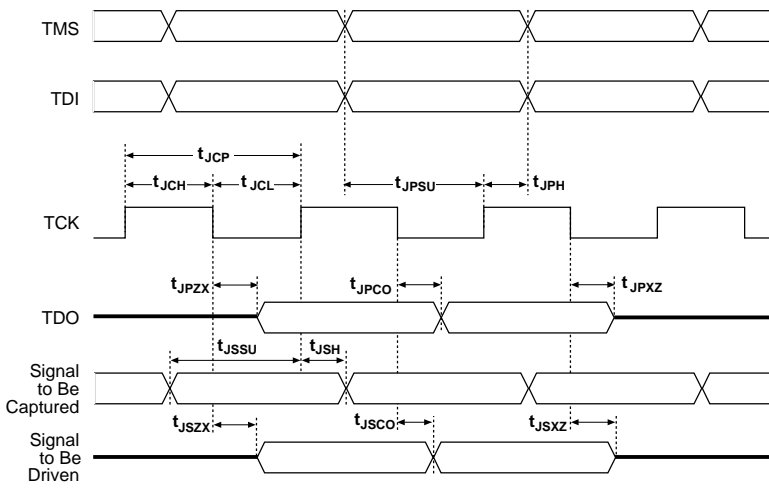 TMS
TDI
tJCP
tJCH
tJCL
tJPSU
tJPH
TCK
tJPZX
tJPCO
tJPXZ
TDO
tJSSU
tJSH
Signal
to Be
Captured
tJSZX
tJSCO
tJSXZ
Signal
to Be
Driven